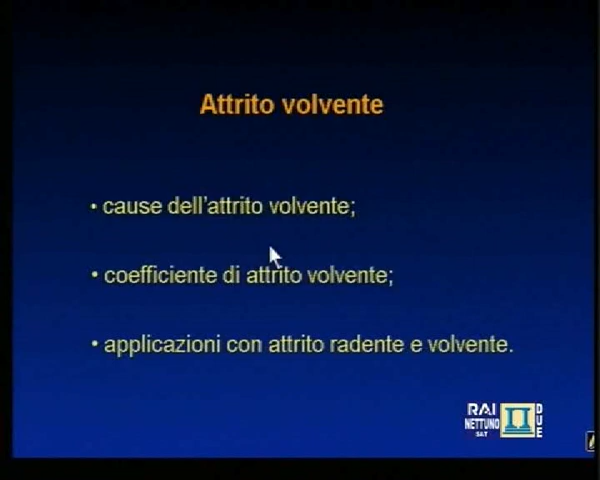 Attrito volvente
• cause dell'attrito volvente;
• coefficiente di attrito volvente;
• applicazioni con attrito radente e volvente.
RAI
NETTUNO
SAT
DUE